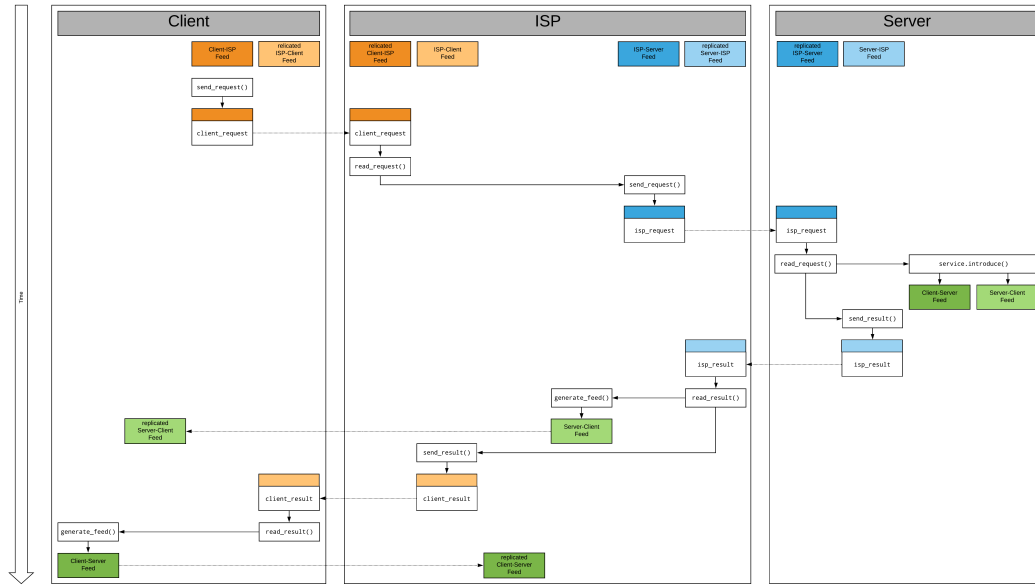 Client
ISP
Server
Client-ISP
Feed
relicated
ISP-Client
Feed
relicated
Client-ISP
Feed
ISP-Client
Feed
ISP-Server
Feed
replicated
Server-ISP
Feed
replicated
ISP-Server
Feed
Server-ISP
Feed
send_request()
client_request
client_request
read_request()
send_request()
isp_request
isp_request
read_request()
service.introduce()
Client-Server
Feed
Server-Client
Feed
Time
send_result()
isp_result
isp_result
generate_feed()
read_result()
replicated
Server-Client
Feed
Server-Client
Feed
send_result()
client_result
client_result
generate_feed()
read_result()
Client-Server
Feed
replicated
Client-Server
Feed